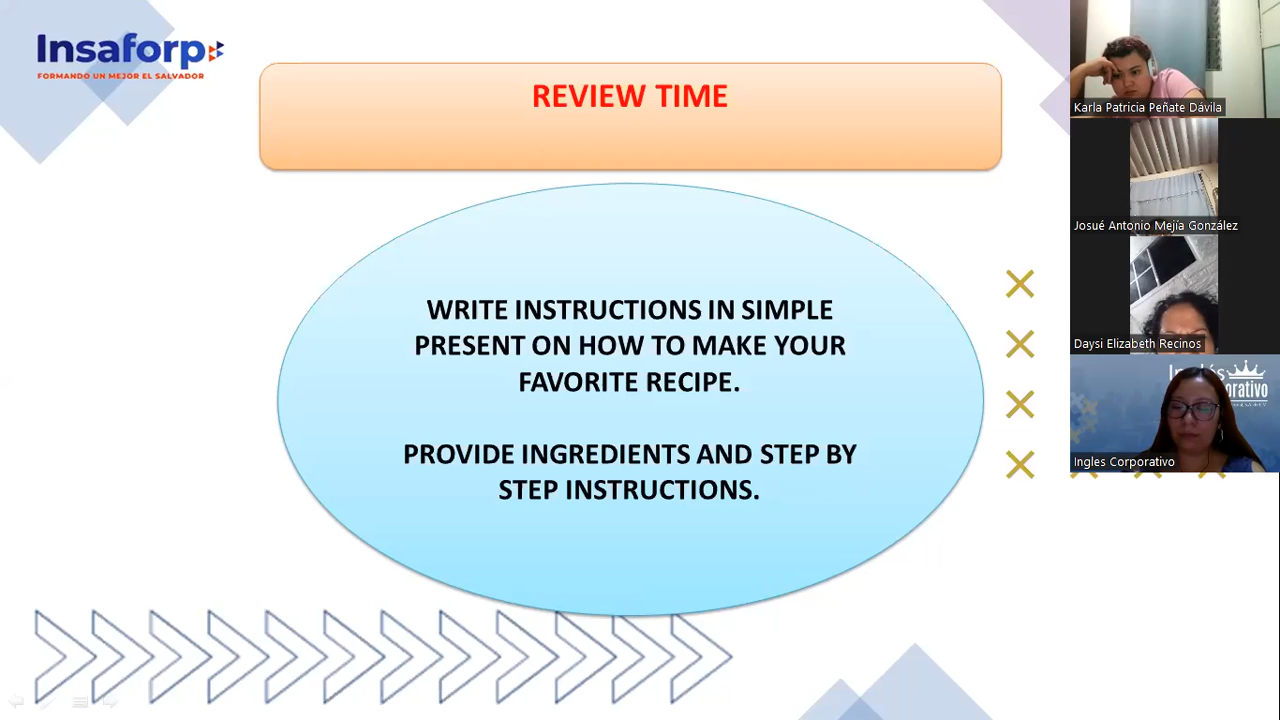 Insaforp
FORMANDO UN MEJOR EL SALVADOR
REVIEW TIME
WRITE INSTRUCTIONS IN SIMPLE
PRESENT ON HOW TO MAKE YOUR
FAVORITE RECIPE.
PROVIDE INGREDIENTS AND STEP BY
STEP INSTRUCTIONS.
Karla Patricia Peñate Dávila
Josué Antonio Mejía González
Daysi Elizabeth Recinos
Ingles Corporativo